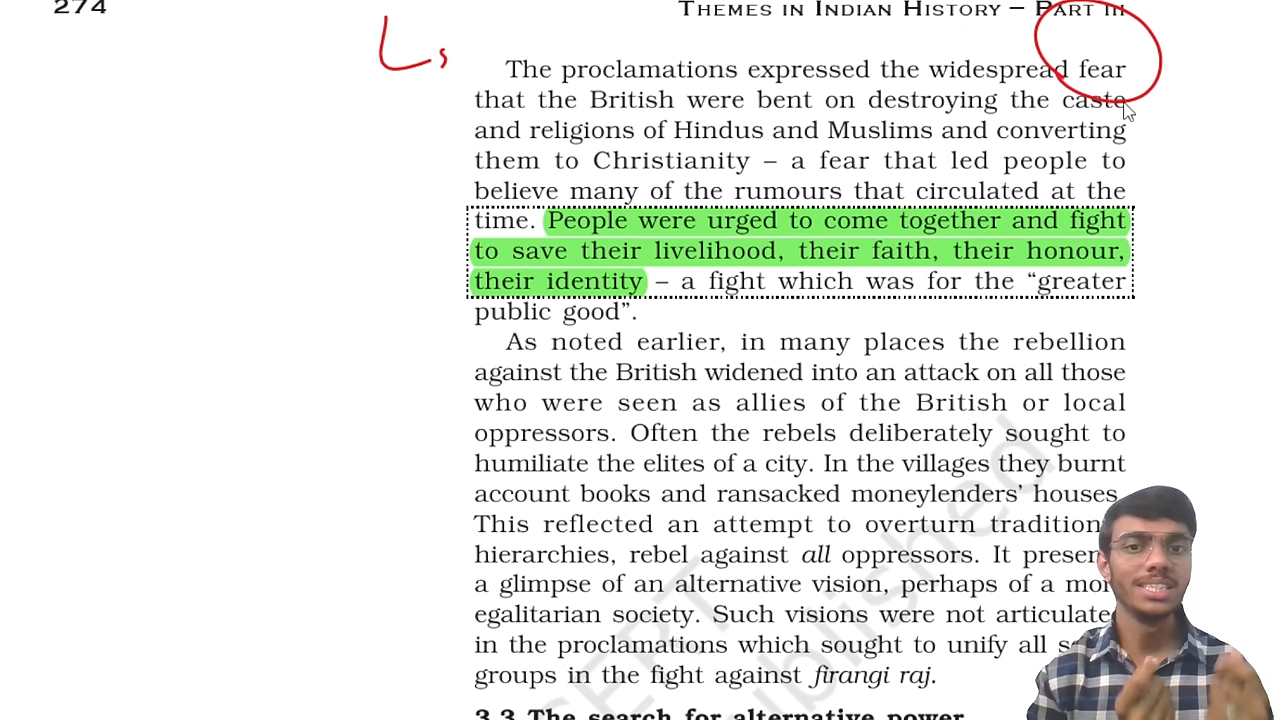 274
THEMES IN INDIAN HISTORY – PART III
The proclamations expressed the widespread fear
that the British were bent on destroying the caste
and religions of Hindus and Muslims and converting
them to Christianity – a fear that led people to
believe many of the rumours that circulated at the
time. People were urged to come together and fight
to save their livelihood, their faith, their honour,
their identity – a fight which was for the “greater
public good”.
As noted earlier, in many places the rebellion
against the British widened into an attack on all those
who were seen as allies of the British or local
oppressors. Often the rebels deliberately sought to
humiliate the elites of a city. In the villages they burnt
account books and ransacked moneylenders’ houses.
This reflected an attempt to overturn tradition
hierarchies, rebel against all oppressors. It presen
a glimpse of an alternative vision, perhaps of a mor
egalitarian society. Such visions were not articulate
in the proclamations which sought to unify all s
groups in the fight against firangi raj.
3.3 The search for alternative power